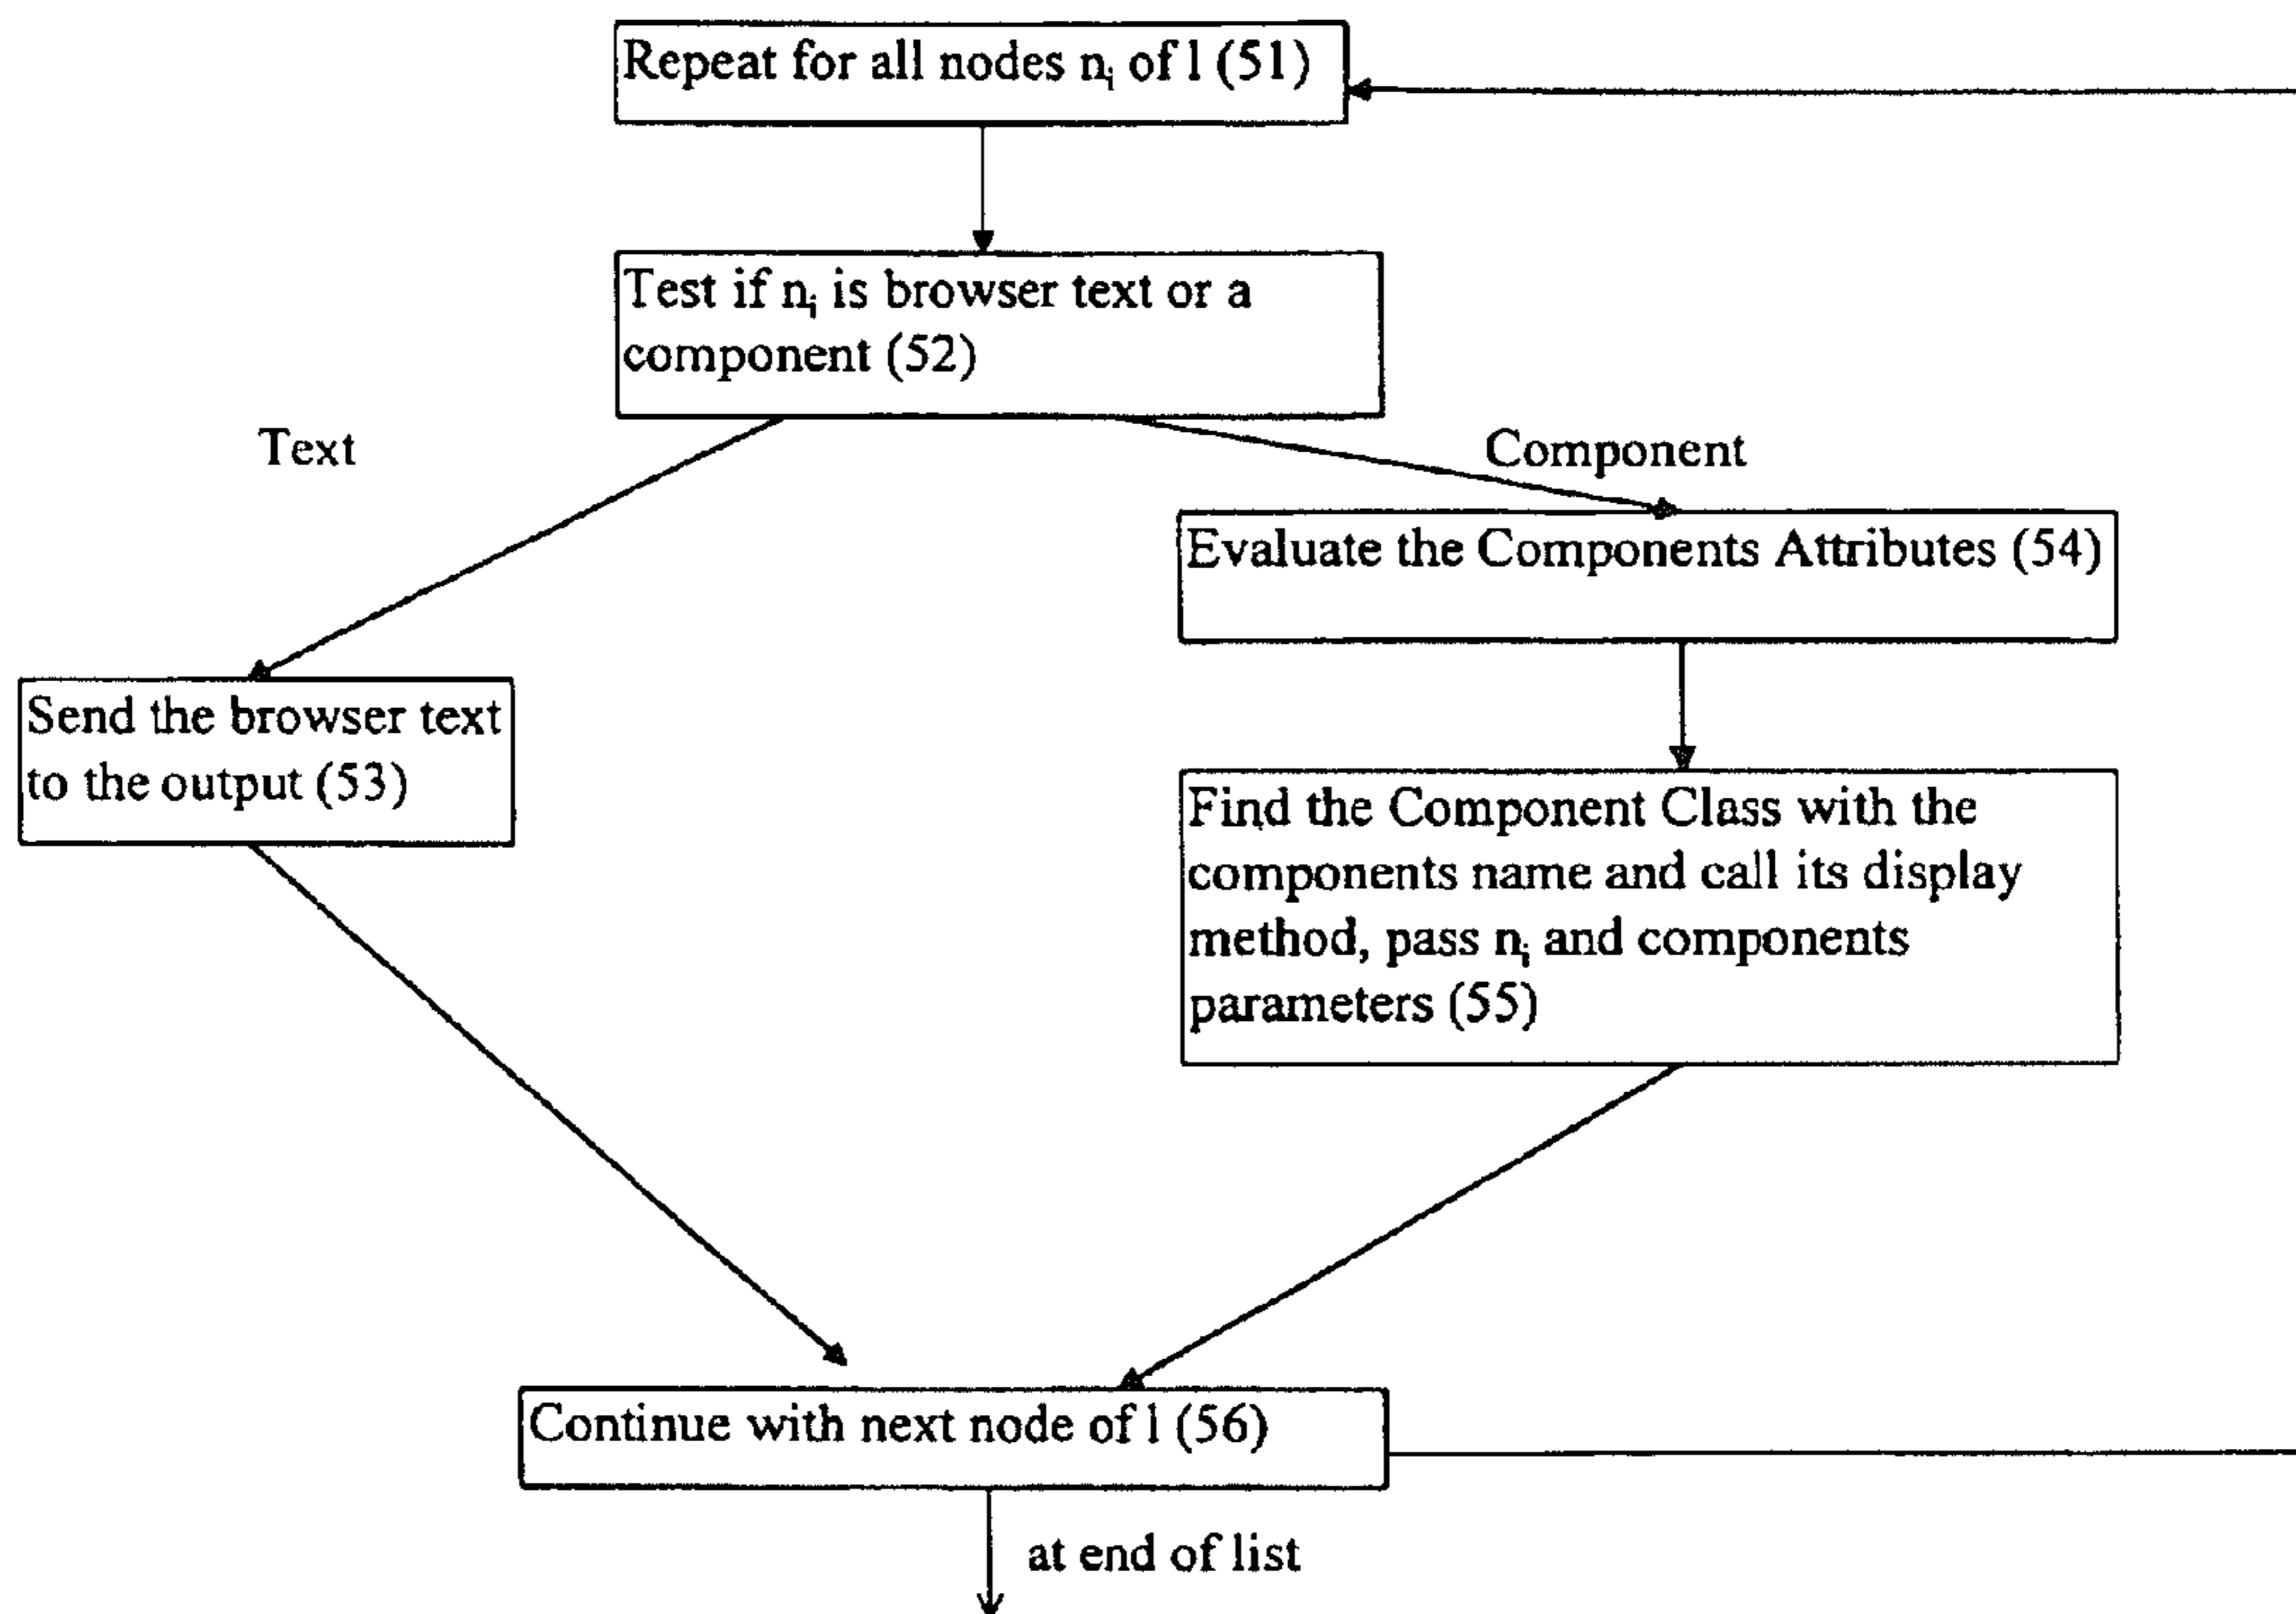 Repeat for all nodes nᵢ of l (51)
Test if nᵢ is browser text or a
component (52)
Text
Component
Evaluate the Components Attributes (54)
Send the browser text
to the output (53)
Find the Component Class with the
components name and call its display
method, pass nᵢ and components
parameters (55)
Continue with next node of l (56)
at end of list